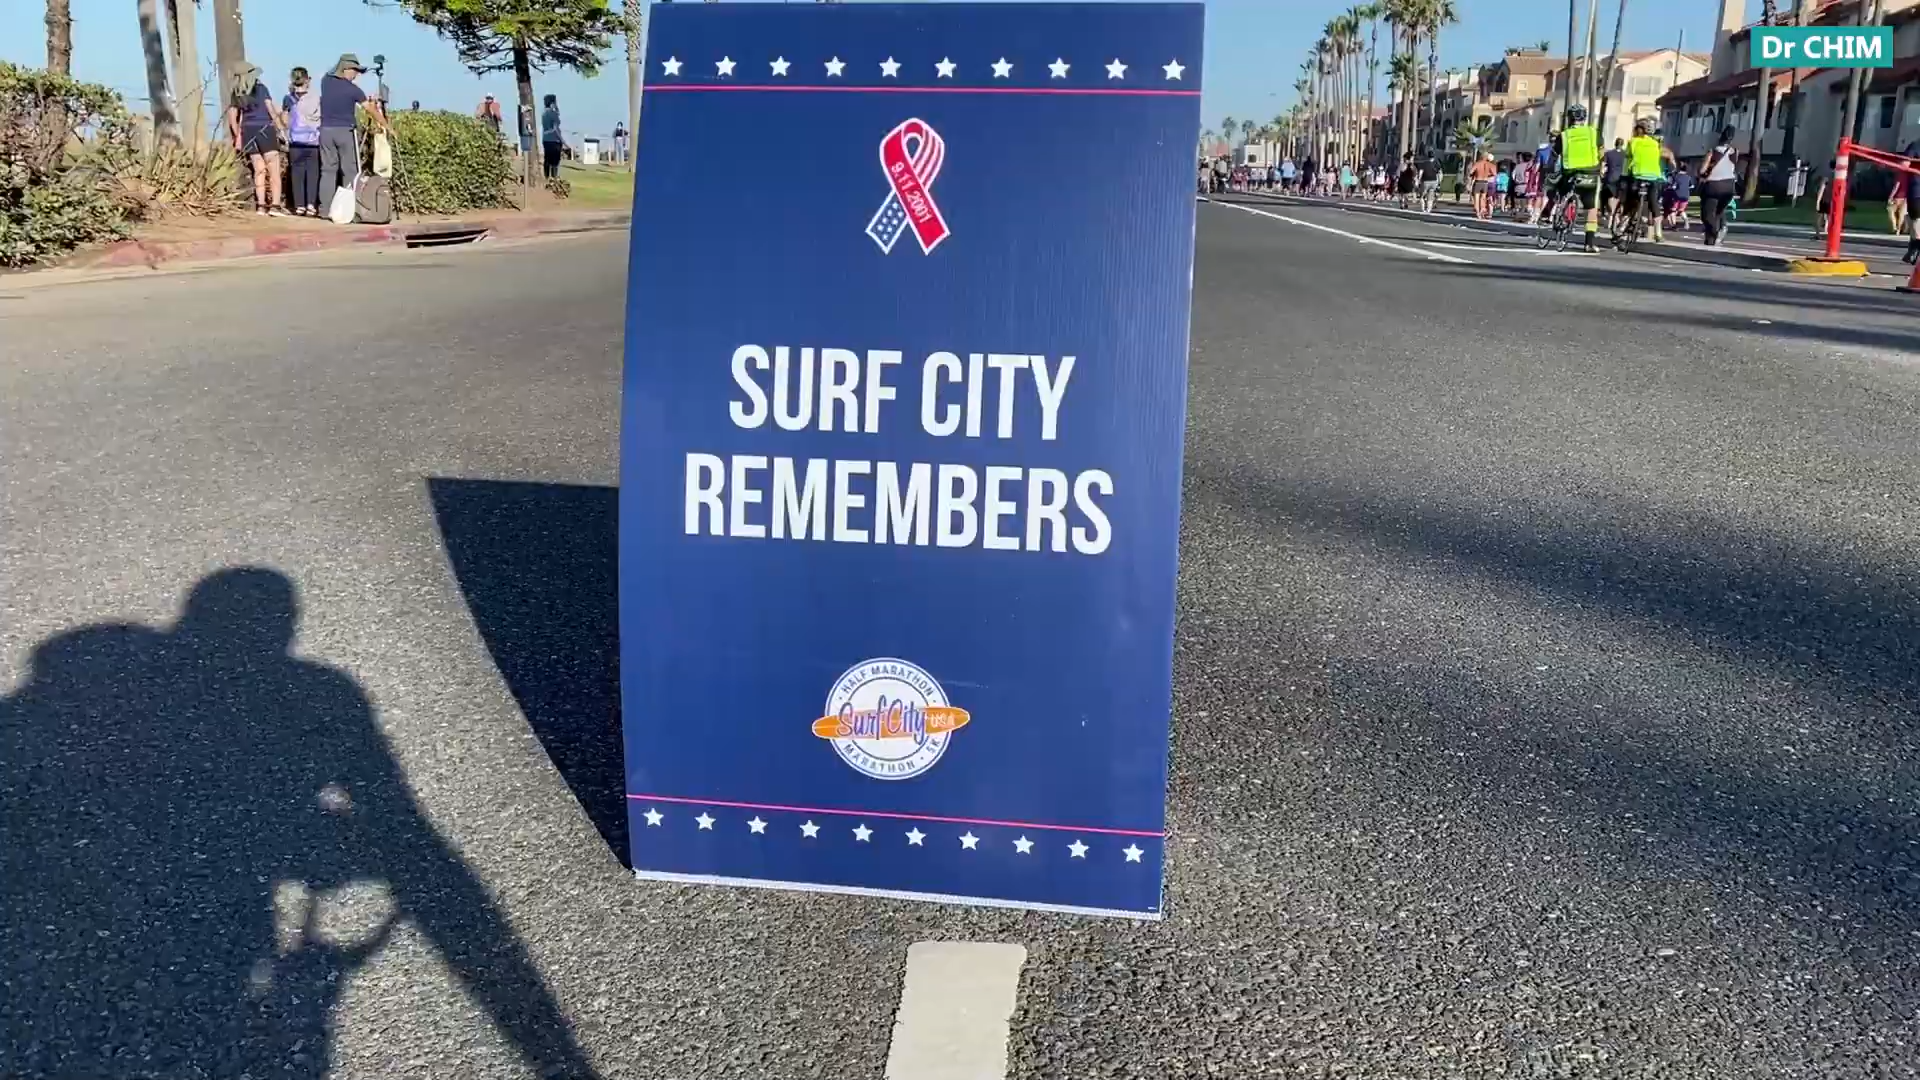 Dr CHIM
9.11.2001
SURF CITY
REMEMBERS
HALF MARATHON
Surf City USA
MARATHON · 5K